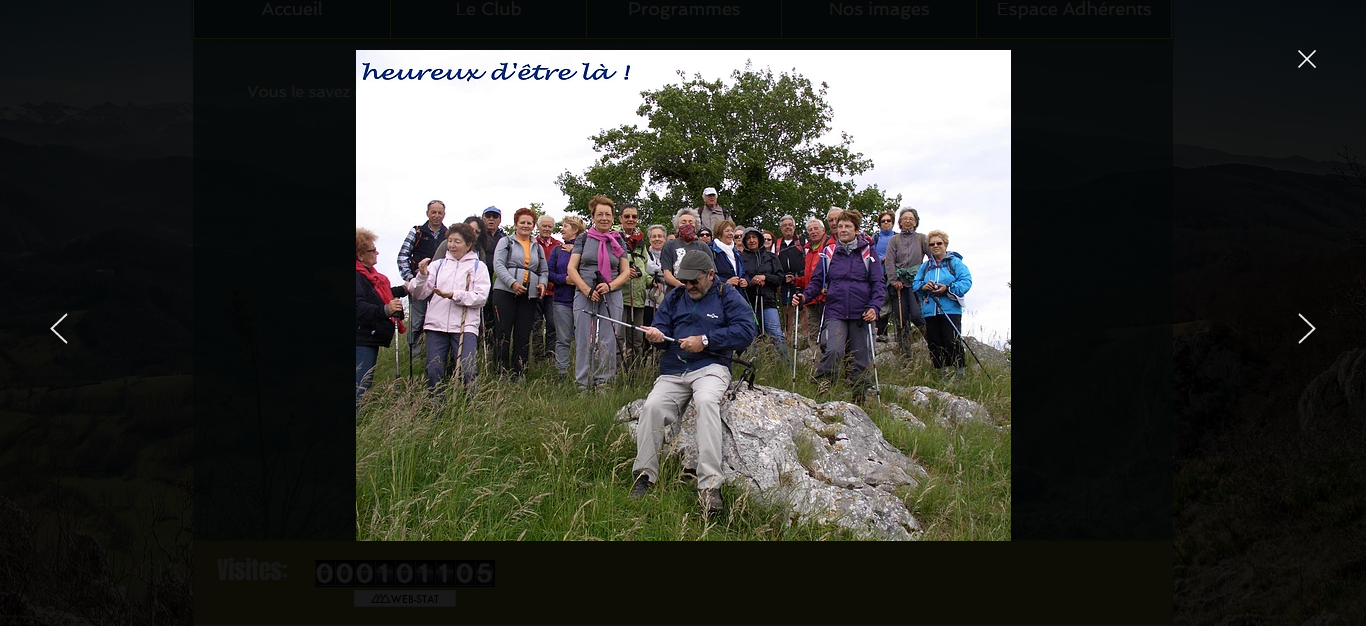 Accueil
Le Club
Programmes
Nos images
Espace Adhérents
heureux d'être là !
Vous le savez
Visites:
000101105
WEB-STAT